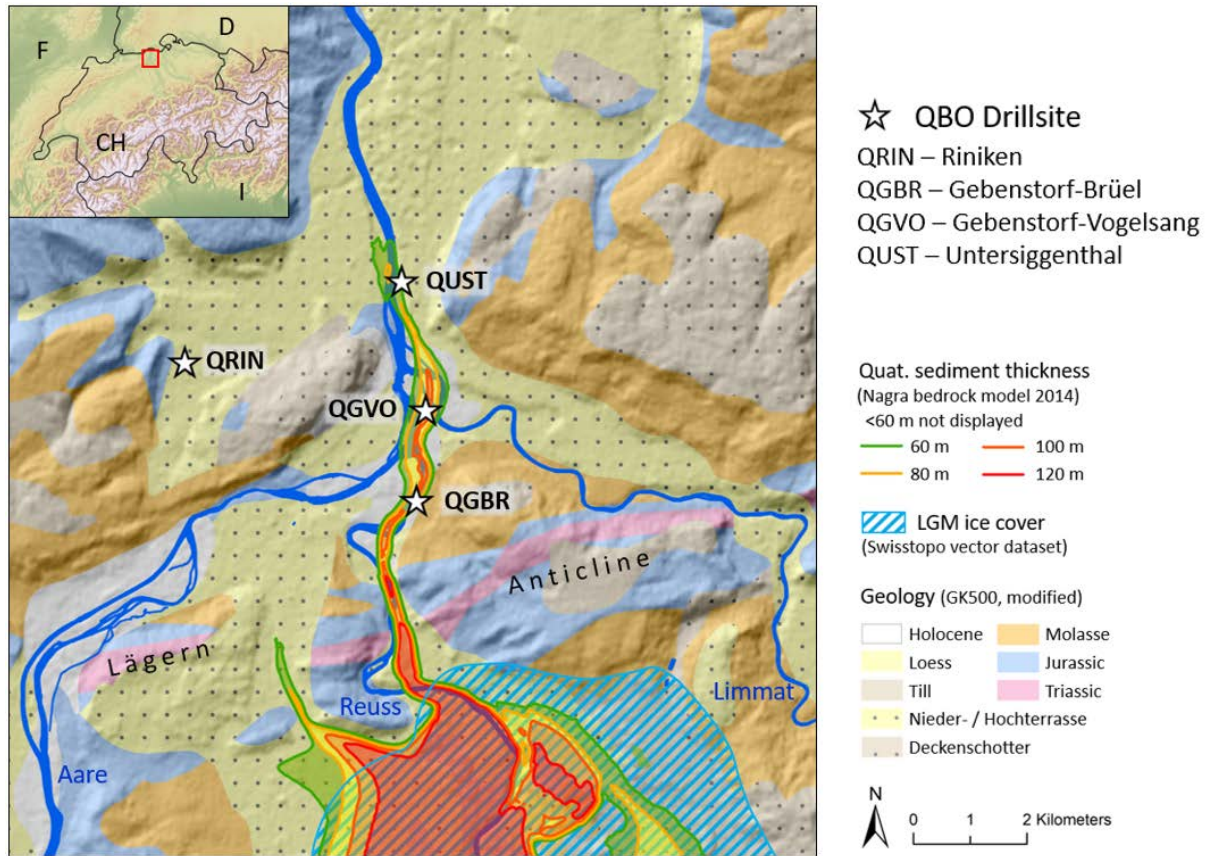 F
D
CH
I
QUST
QRIN
QGVO
QGBR
Anticline
Lägern
Reuss
Limmat
Aare
QBO Drillsite
QRIN – Riniken
QGBR – Gebenstorf-Brüel
QGVO – Gebenstorf-Vogelsang
QUST – Untersiggenthal
Quat. sediment thickness
(Nagra bedrock model 2014)
<60 m not displayed
60 m 100 m
80 m 120 m
LGM ice cover
(Swisstopo vector dataset)
Geology (GK500, modified)
Holocene Molasse
Loess Jurassic
Till Triassic
Nieder- / Hochterrasse
Deckenschotter
N
0 1 2 Kilometers